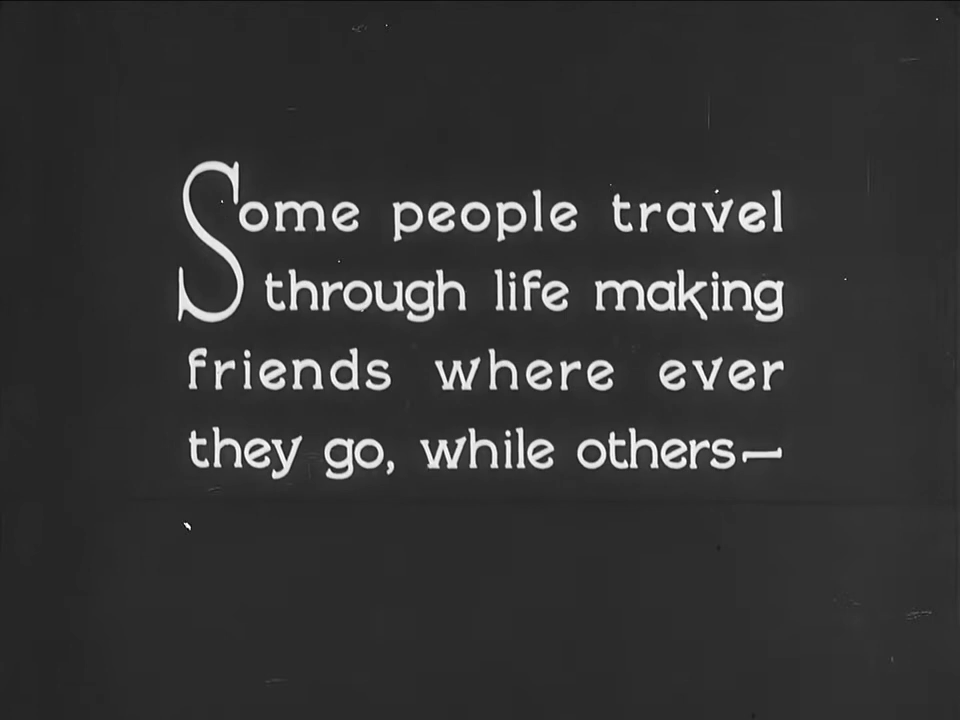 Some people travel
through life making
friends where ever
they go, while others—